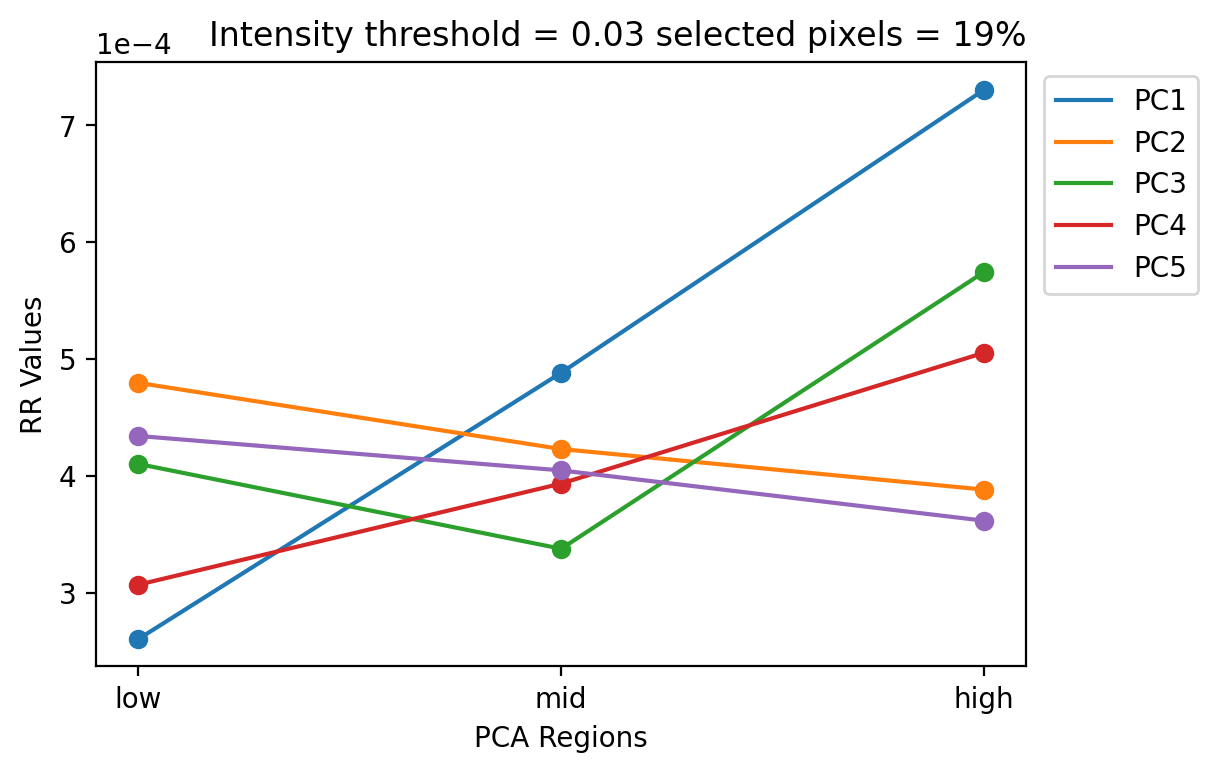 Intensity threshold = 0.03 selected pixels = 19%
1e−4
7
6
5
4
3
RR Values
low
mid
high
PCA Regions
PC1
PC2
PC3
PC4
PC5